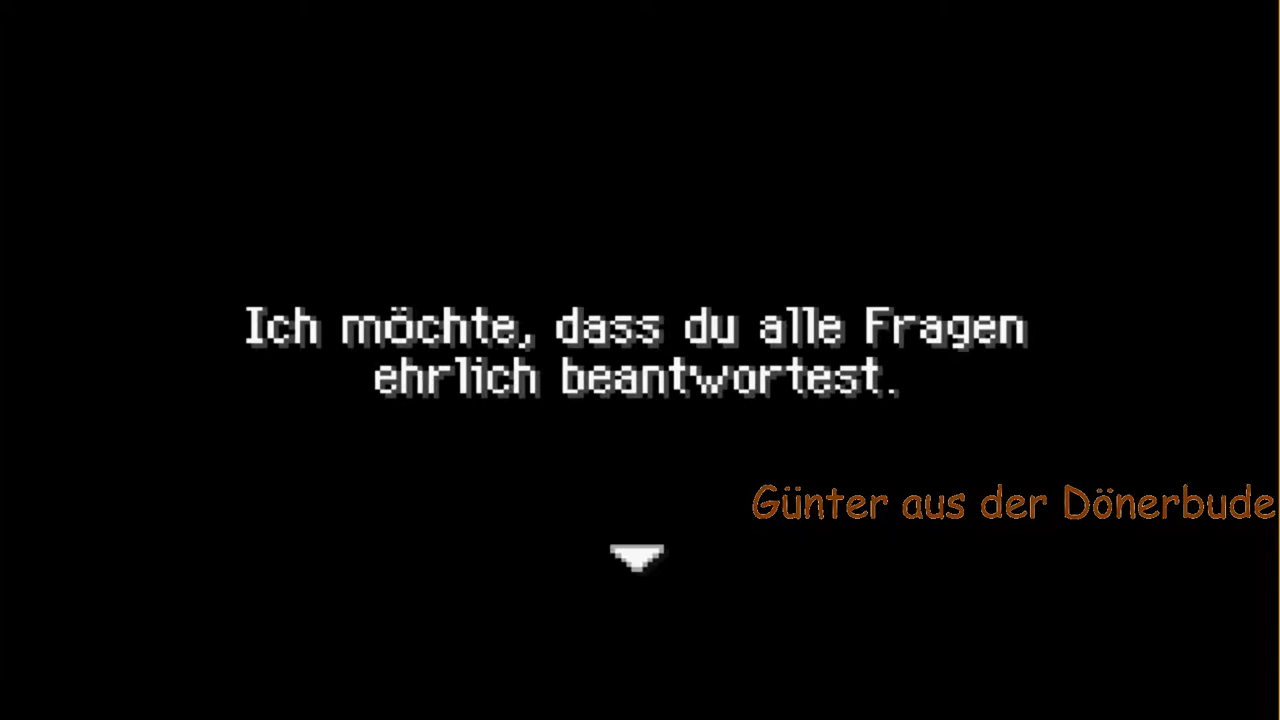 Ich möchte, dass du alle Fragen
ehrlich beantwortest.
Günter aus der Dönerbude